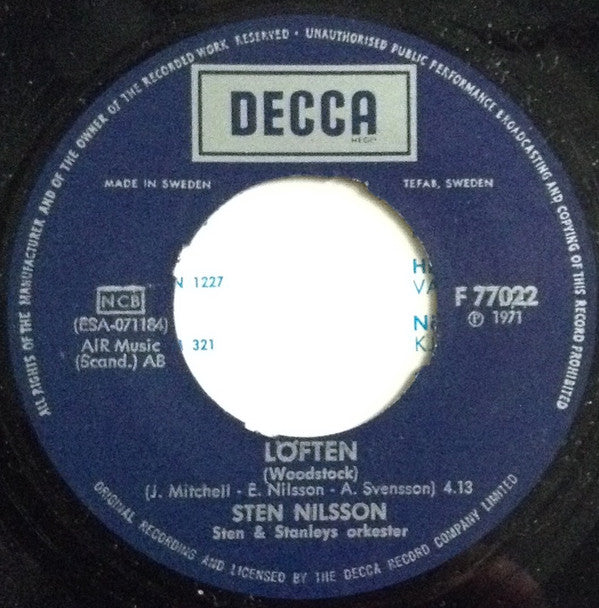 ALL RIGHTS OF THE MANUFACTURER AND OF THE OWNER OF THE RECORDED WORK RESERVED · UNAUTHORISED PUBLIC PERFORMANCE BROADCASTING AND COPYING OF THIS RECORD PROHIBITED
DECCA
REGD
MADE IN SWEDEN
TEFAB, SWEDEN
N 1227
321
NCB
(ESA-071184)
AIR Music
(Scand.) AB
F 77022
Ⓟ 1971
LÖFTEN
(Woodstock)
(J. Mitchell - E. Nilsson - A. Svensson) 4.13
STEN NILSSON
Sten & Stanleys orkester
ORIGINAL RECORDING AND LICENSED BY THE DECCA RECORD COMPANY LIMITED